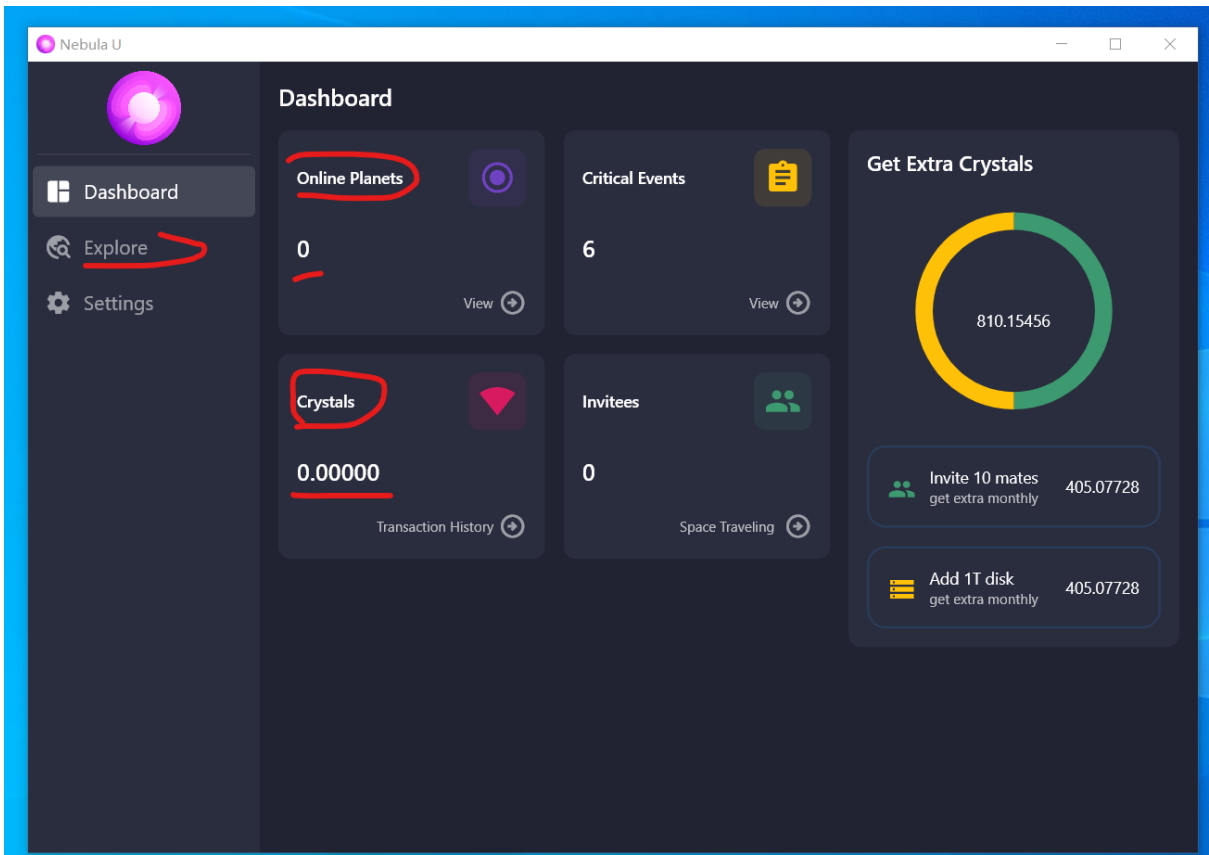 Nebula U
Dashboard
Explore
Settings
Dashboard
Online Planets
0
View
Critical Events
6
View
Crystals
0.00000
Transaction History
Invitees
0
Space Traveling
Get Extra Crystals
810.15456
Invite 10 mates
get extra monthly
405.07728
Add 1T disk
get extra monthly
405.07728